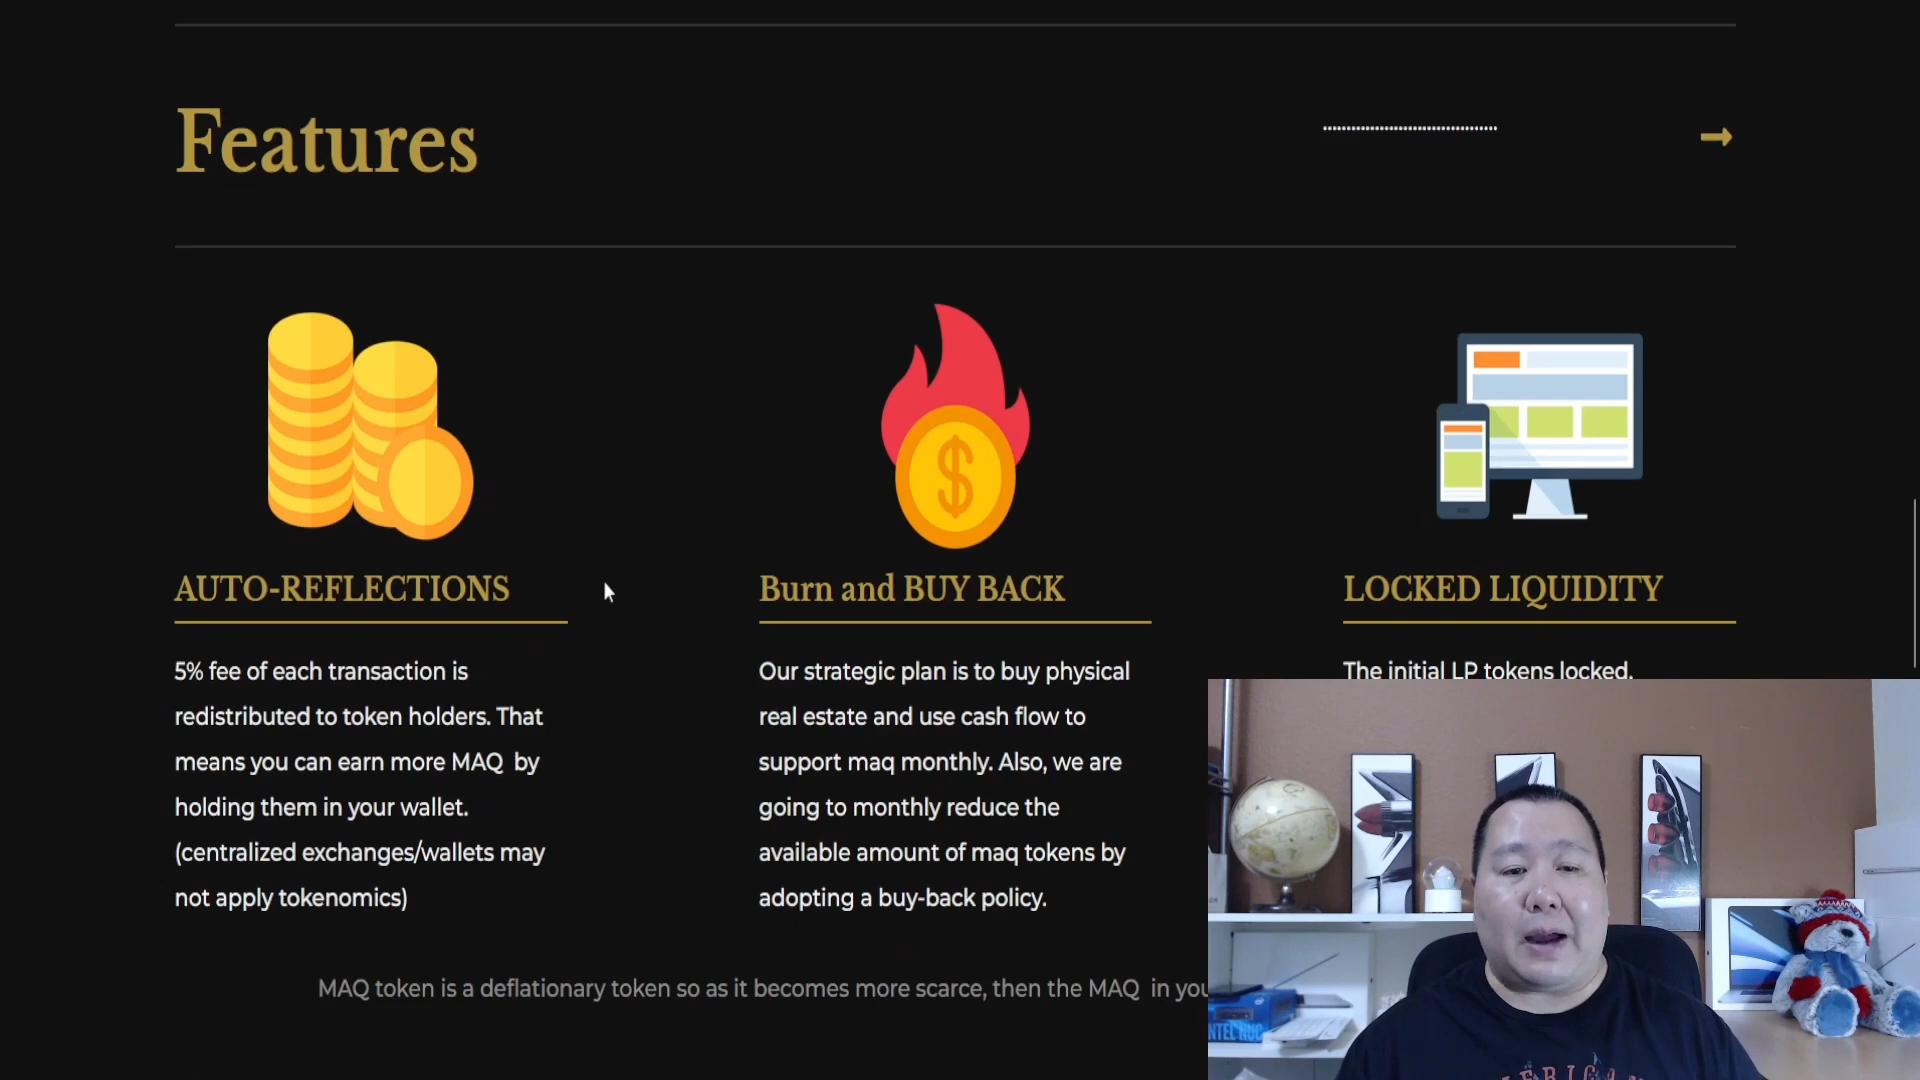 Features
AUTO-REFLECTIONS
5% fee of each transaction is
redistributed to token holders. That
means you can earn more MAQ by
holding them in your wallet.
(centralized exchanges/wallets may
not apply tokenomics)
Burn and BUY BACK
Our strategic plan is to buy physical
real estate and use cash flow to
support maq monthly. Also, we are
going to monthly reduce the
available amount of maq tokens by
adopting a buy-back policy.
LOCKED LIQUIDITY
The initial LP tokens locked.
MAQ token is a deflationary token so as it becomes more scarce, then the MAQ in you
INTEL NUC